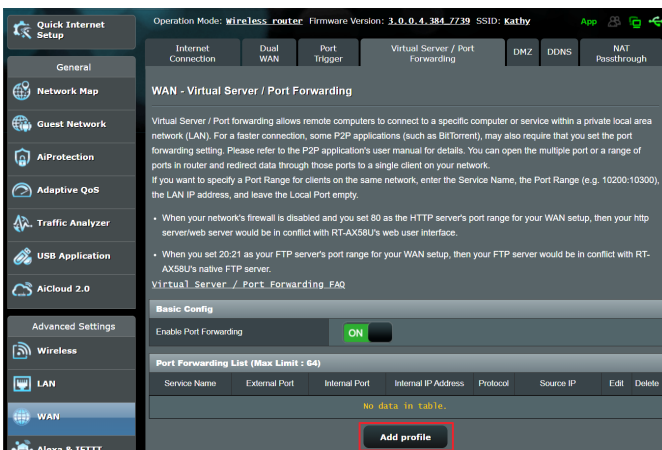 Quick Internet
Setup
Operation Mode: Wireless router Firmware Version: 3.0.0.4.384_7739 SSID: Kathy
App
General
Network Map
Guest Network
AiProtection
Adaptive QoS
Traffic Analyzer
USB Application
AiCloud 2.0
Advanced Settings
Wireless
LAN
WAN
Alexa & IFTTT
Internet
Connection
Dual
WAN
Port
Trigger
Virtual Server / Port
Forwarding
DMZ
DDNS
NAT
Passthrough
WAN - Virtual Server / Port Forwarding
Virtual Server / Port forwarding allows remote computers to connect to a specific computer or service within a private local area
network (LAN). For a faster connection, some P2P applications (such as BitTorrent), may also require that you set the port
forwarding setting. Please refer to the P2P application's user manual for details. You can open the multiple port or a range of
ports in router and redirect data through those ports to a single client on your network.
If you want to specify a Port Range for clients on the same network, enter the Service Name, the Port Range (e.g. 10200:10300),
the LAN IP address, and leave the Local Port empty.
• When your network's firewall is disabled and you set 80 as the HTTP server's port range for your WAN setup, then your http
server/web server would be in conflict with RT-AX58U's web user interface.
• When you set 20:21 as your FTP server's port range for your WAN setup, then your FTP server would be in conflict with RT-
AX58U's native FTP server.
Virtual Server / Port Forwarding FAQ
Basic Config
Enable Port Forwarding
ON
Port Forwarding List (Max Limit : 64)
Service Name External Port Internal Port Internal IP Address Protocol Source IP Edit Delete
No data in table.
Add profile